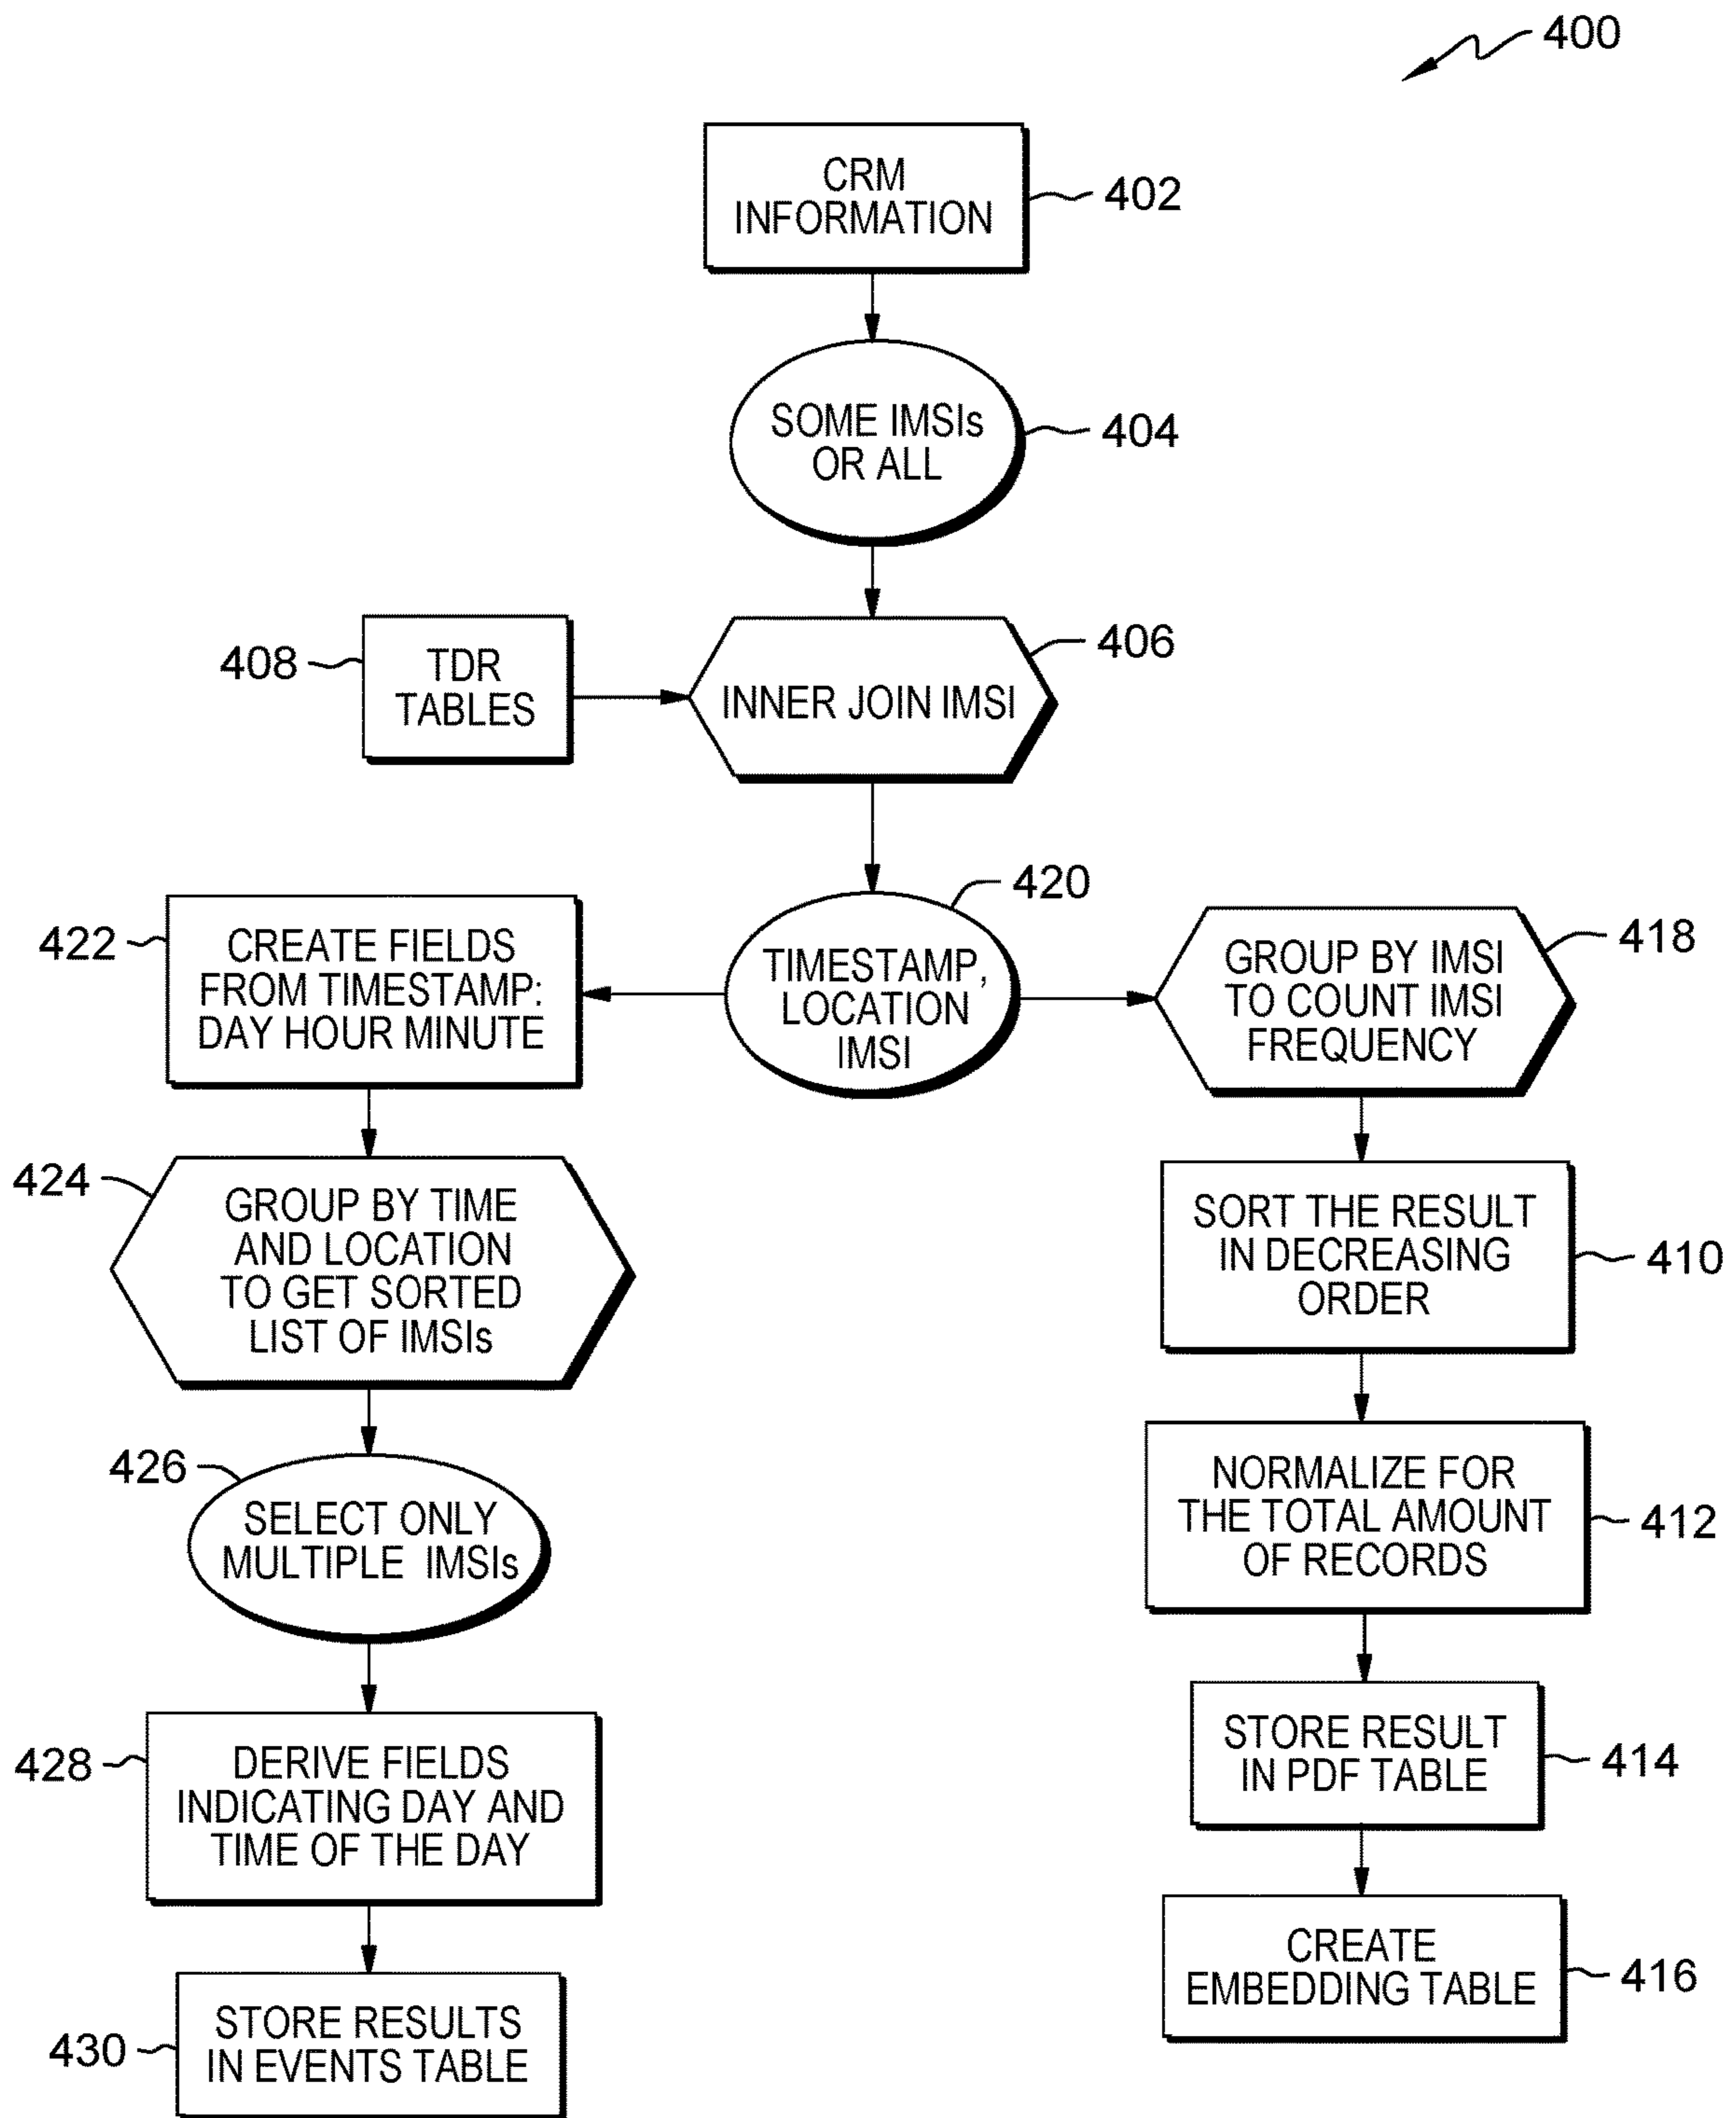 400
CRM
INFORMATION
402
SOME IMSIs
OR ALL
404
408
TDR
TABLES
INNER JOIN IMSI
406
422
CREATE FIELDS
FROM TIMESTAMP:
DAY HOUR MINUTE
420
TIMESTAMP,
LOCATION
IMSI
GROUP BY IMSI
TO COUNT IMSI
FREQUENCY
418
424
GROUP BY TIME
AND LOCATION
TO GET SORTED
LIST OF IMSIs
SORT THE RESULT
IN DECREASING
ORDER
410
426
SELECT ONLY
MULTIPLE IMSIs
NORMALIZE FOR
THE TOTAL AMOUNT
OF RECORDS
412
428
DERIVE FIELDS
INDICATING DAY AND
TIME OF THE DAY
STORE RESULT
IN PDF TABLE
414
430
STORE RESULTS
IN EVENTS TABLE
CREATE
EMBEDDING TABLE
416